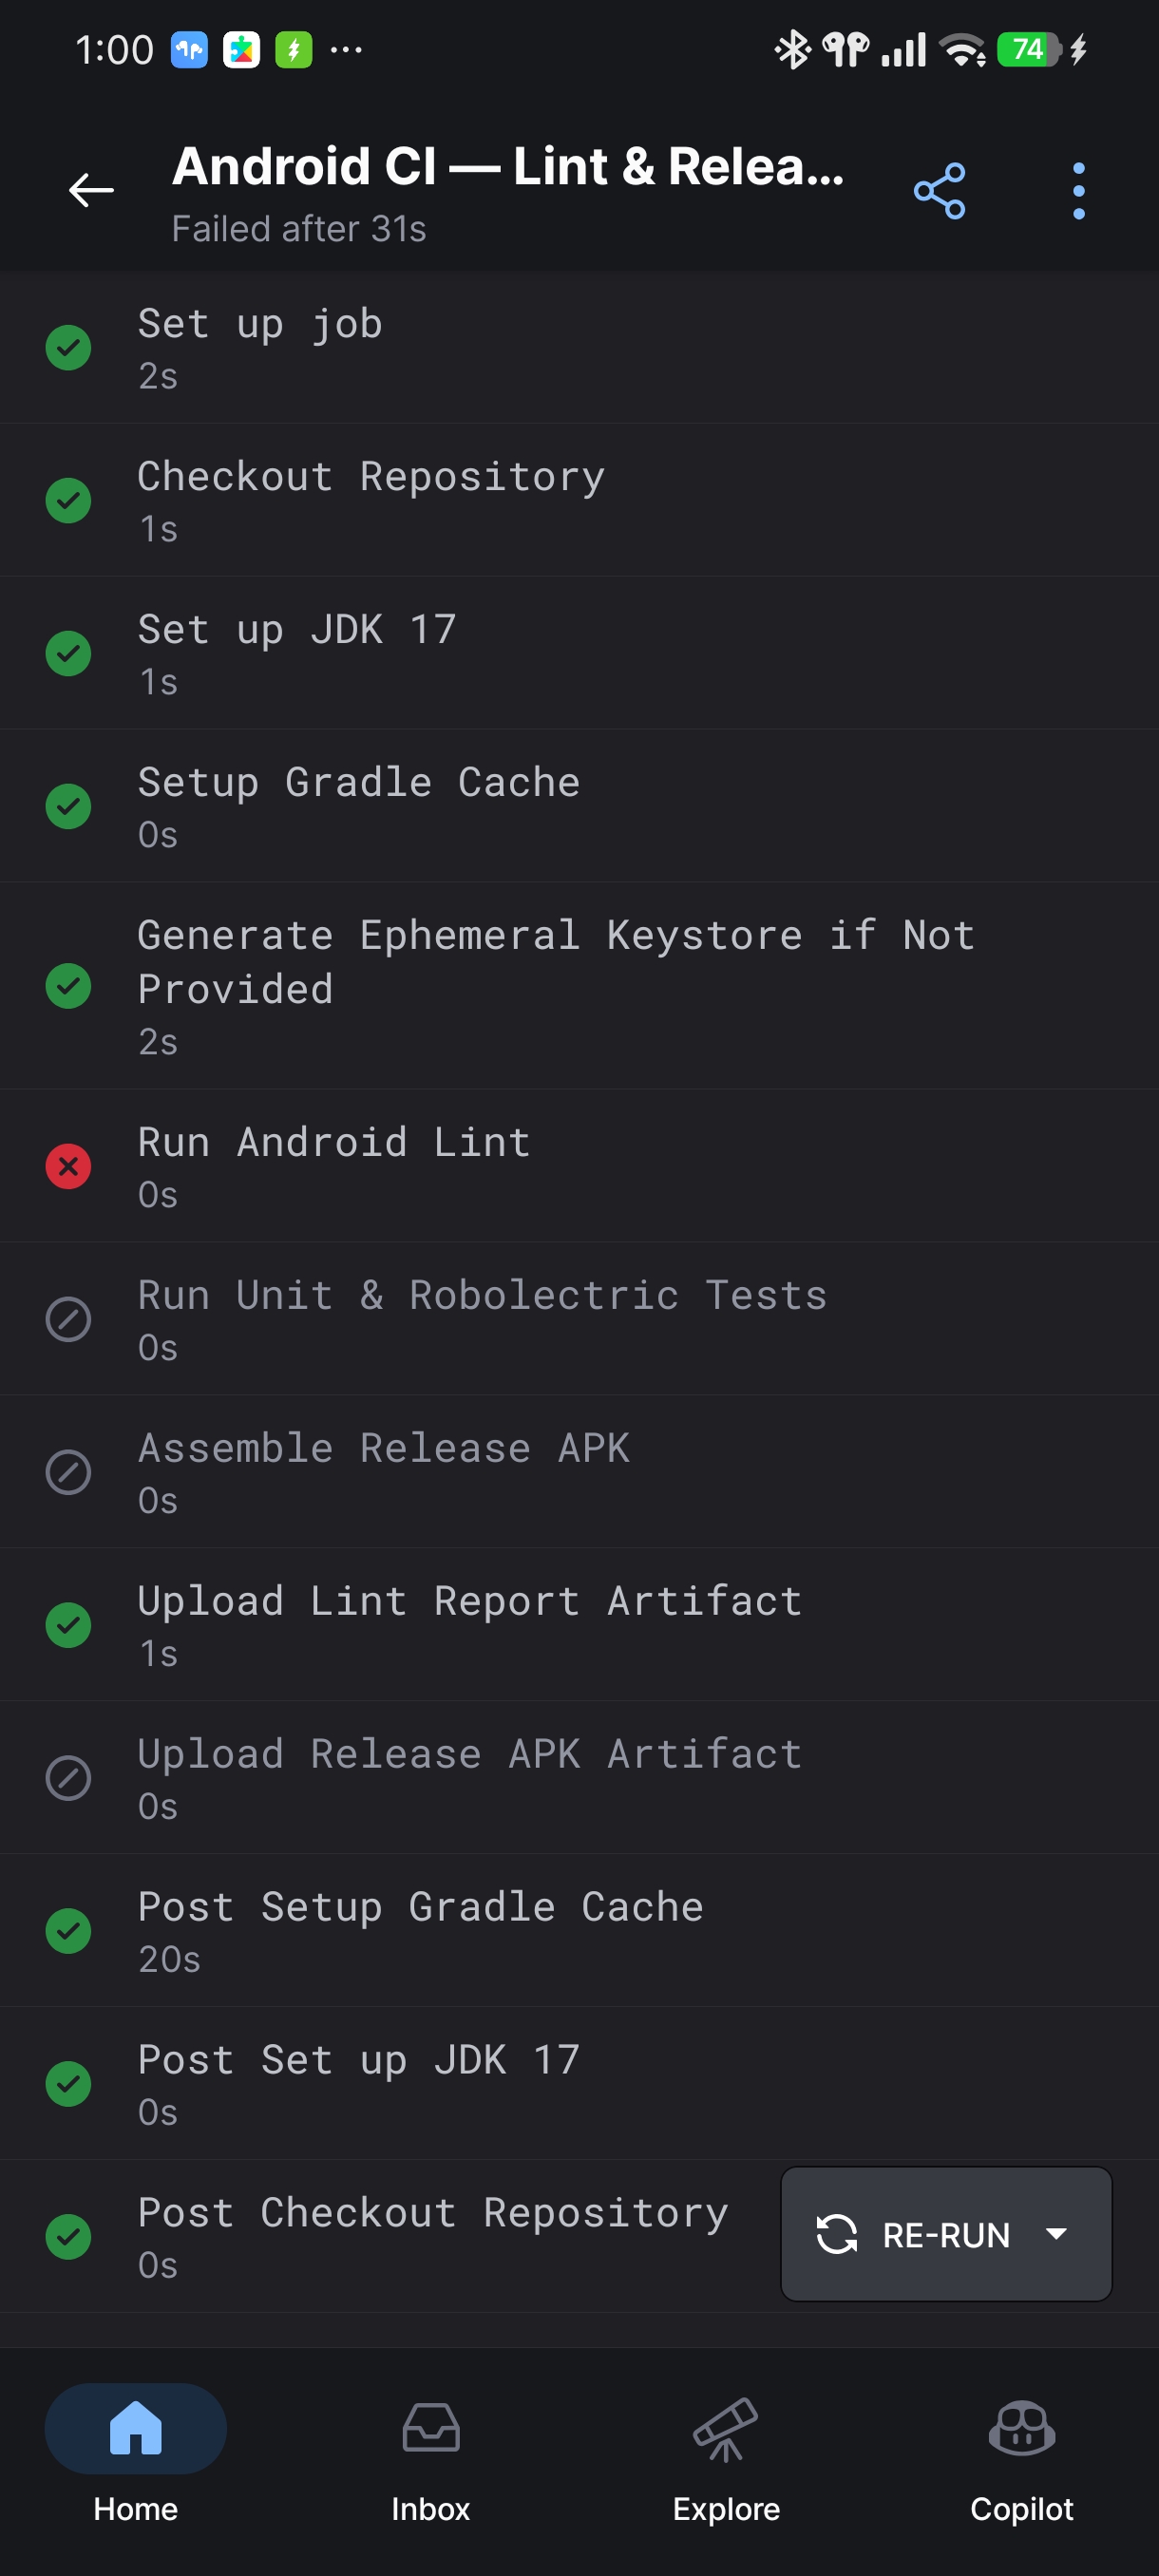 1:00
74
Android CI — Lint & Relea...
Failed after 31s
Set up job
2s
Checkout Repository
1s
Set up JDK 17
1s
Setup Gradle Cache
0s
Generate Ephemeral Keystore if Not
Provided
2s
Run Android Lint
0s
Run Unit & Robolectric Tests
0s
Assemble Release APK
0s
Upload Lint Report Artifact
1s
Upload Release APK Artifact
0s
Post Setup Gradle Cache
20s
Post Set up JDK 17
0s
Post Checkout Repository
0s
RE-RUN
Home
Inbox
Explore
Copilot